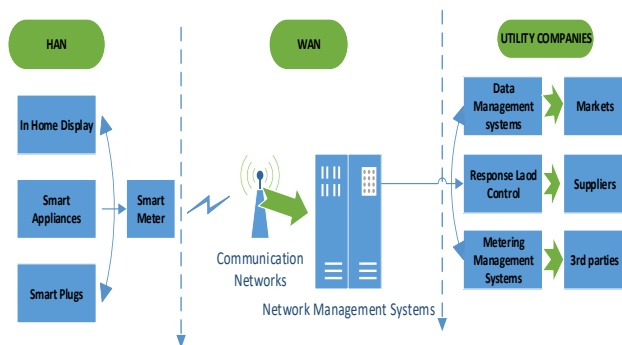 HAN
WAN
UTILITY COMPANIES
In Home Display
Smart
Appliances
Smart Plugs
Smart
Meter
Communication
Networks
Network Management Systems
Data
Management
systems
Markets
Response Laod
Control
Suppliers
Metering
Management
Systems
3rd parties